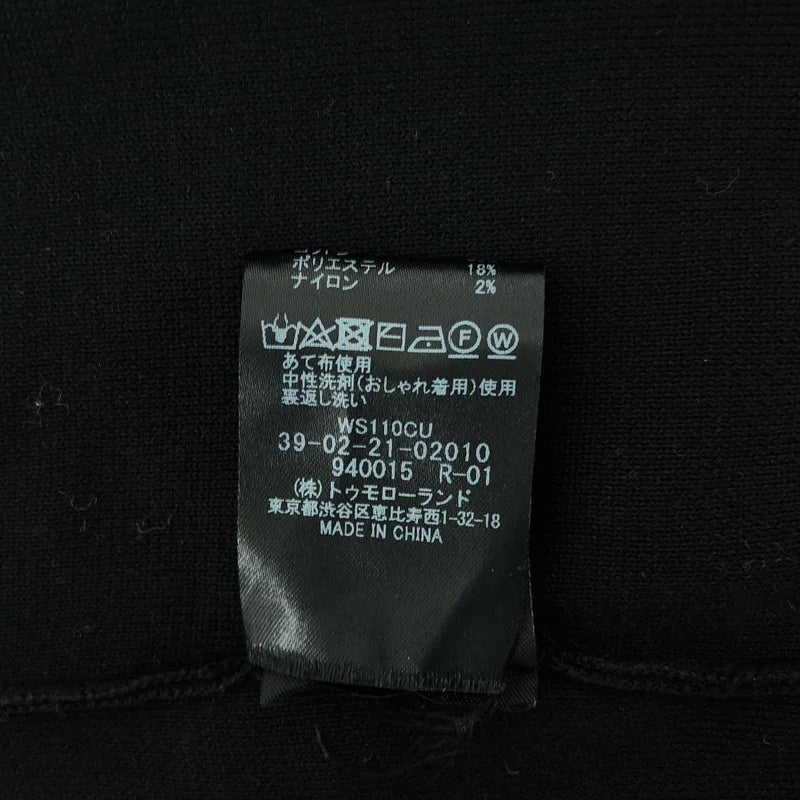 ポリエステル 18%
ナイロン 2%
F W
あて布使用
中性洗剤(おしゃれ着用)使用
裏返し洗い
WS110CU
39-02-21-02010
940015 R-01
(株)トゥモローランド
東京都渋谷区恵比寿西1-32-18
MADE IN CHINA